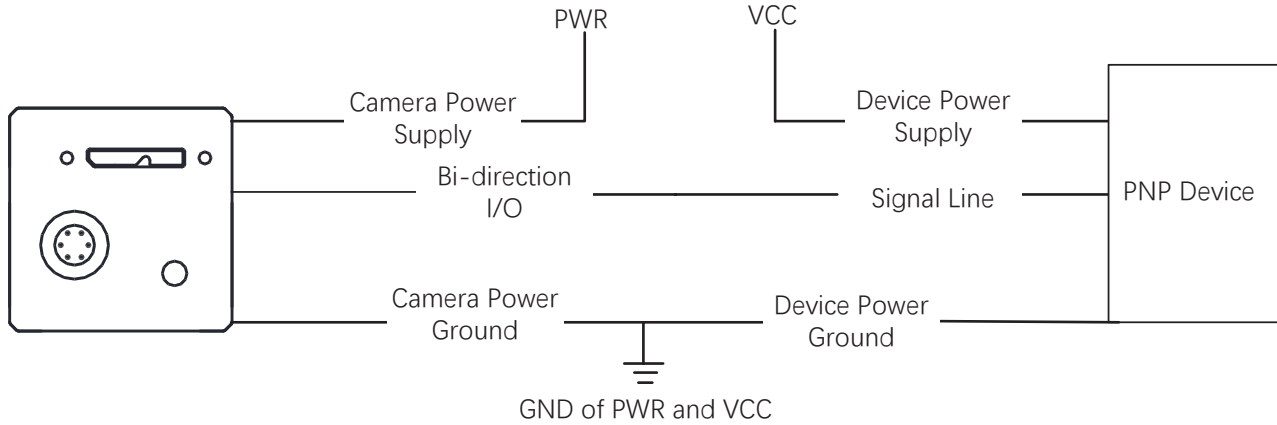 PWR
VCC
Camera Power
Supply
Device Power
Supply
Bi-direction
I/O
Signal Line
PNP Device
Camera Power
Ground
Device Power
Ground
GND of PWR and VCC